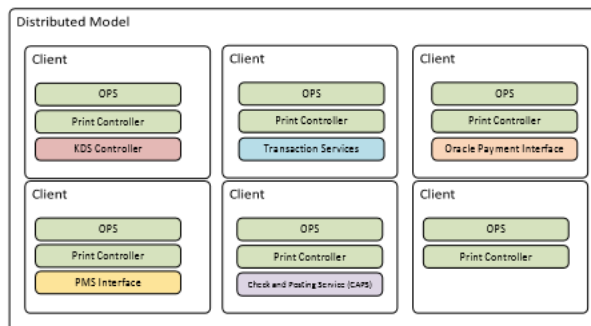 Distributed Model
Client
OPS
Print Controller
KDS Controller
Client
OPS
Print Controller
Transaction Services
Client
OPS
Print Controller
Oracle Payment Interface
Client
OPS
Print Controller
PMS Interface
Client
OPS
Print Controller
Check and Posting Service (CAPS)
Client
OPS
Print Controller